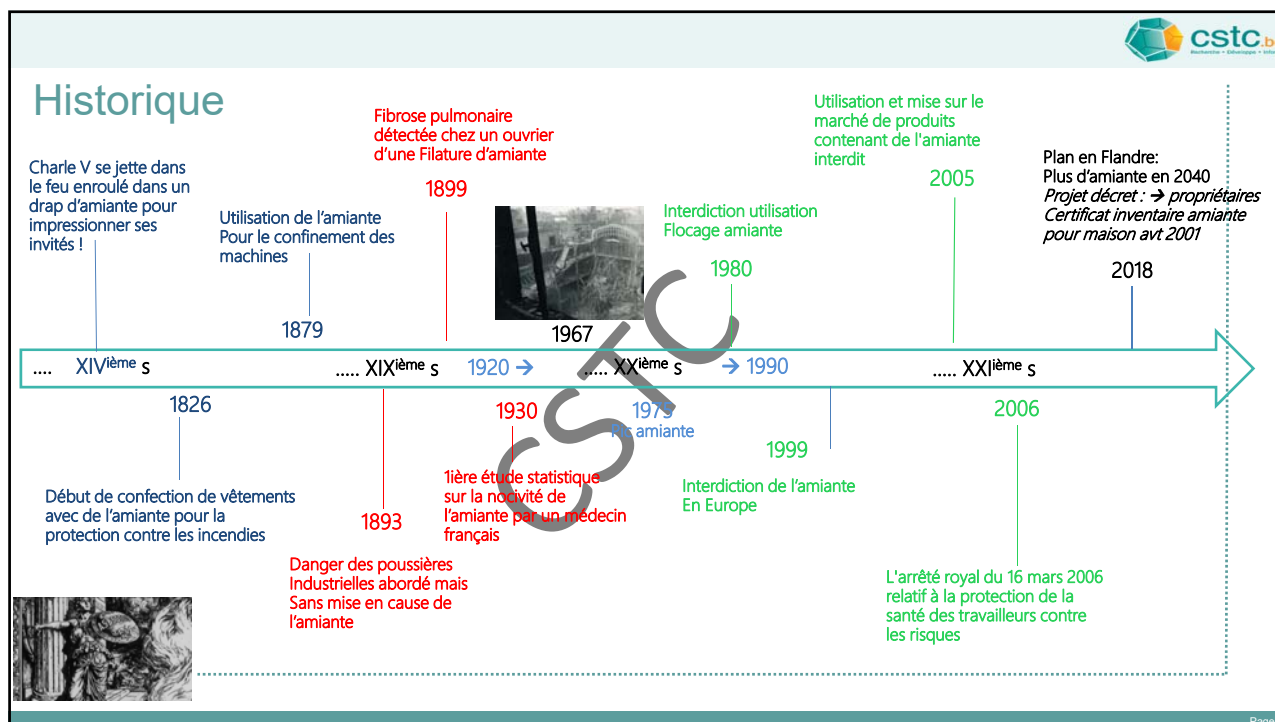 cstc.b
Recherche • Développe • Info
Historique
Charle V se jette dans
le feu enroulé dans un
drap d'amiante pour
impressionner ses
invités !
Utilisation de l'amiante
Pour le confinement des
machines
1879
Fibrose pulmonaire
détectée chez un ouvrier
d'une Filature d'amiante
1899
1967
Interdiction utilisation
Flocage amiante
1980
Utilisation et mise sur le
marché de produits
contenant de l'amiante
interdit
2005
Plan en Flandre:
Plus d'amiante en 2040
Projet décret : → propriétaires
Certificat inventaire amiante
pour maison avt 2001
2018
.... XIVième s ..... XIXième s 1920 → ..... XXième s → 1990 ..... XXIième s
1826
Début de confection de vêtements
avec de l'amiante pour la
protection contre les incendies
1893
Danger des poussières
Industrielles abordé mais
Sans mise en cause de
l'amiante
1930
1ière étude statistique
sur la nocivité de
l'amiante par un médecin
français
1975
Pic amiante
1999
Interdiction de l'amiante
En Europe
2006
L'arrêté royal du 16 mars 2006
relatif à la protection de la
santé des travailleurs contre
les risques
CSTC
Page